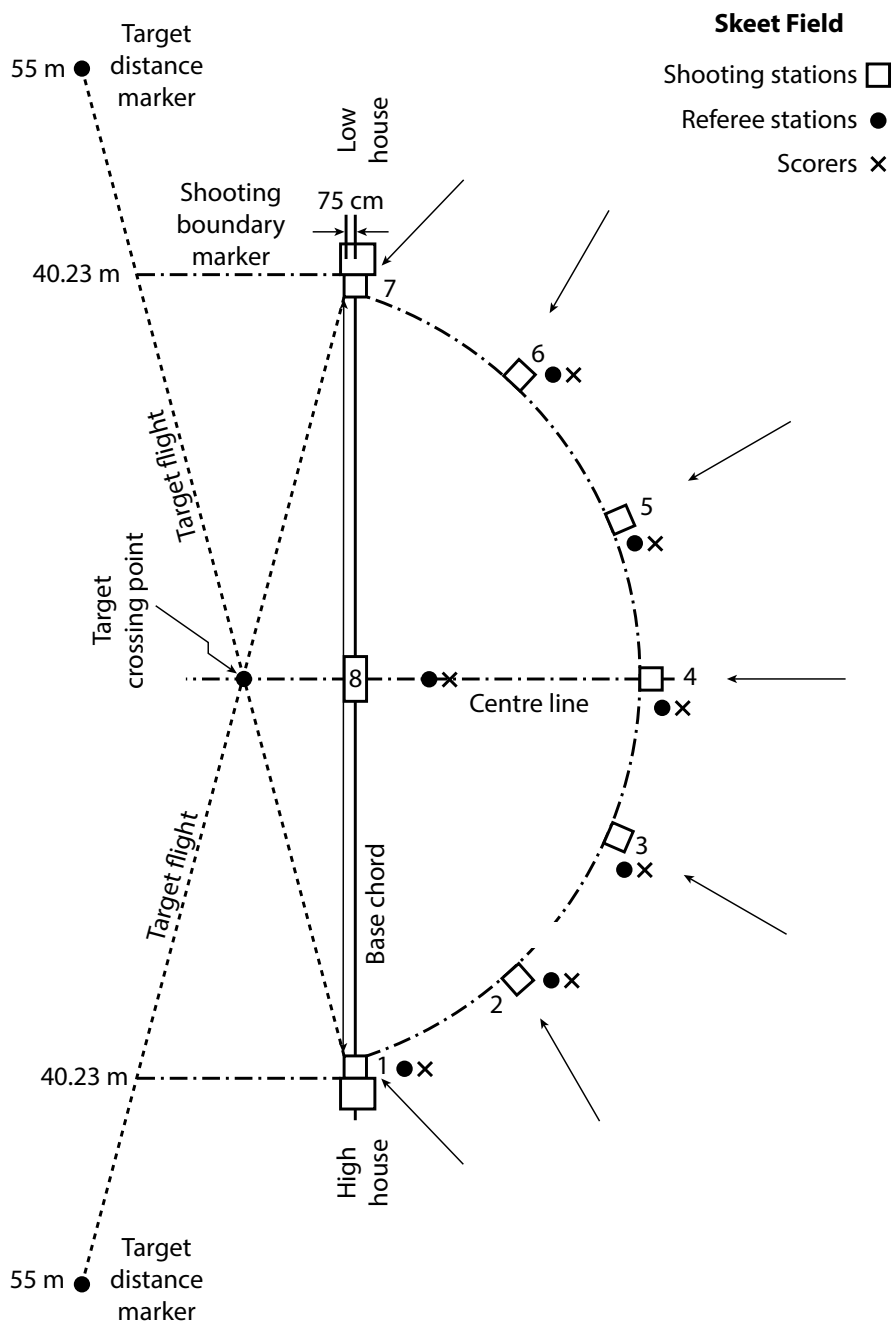 Skeet Field
Shooting stations
Referee stations
Scorers
Target
distance
marker
55 m
Low
house
Shooting
boundary
marker
75 cm
40.23 m
7
6
5
Target flight
Target
crossing point
8
4
Centre line
3
Target flight
Base chord
2
1
40.23 m
High
house
55 m
Target
distance
marker